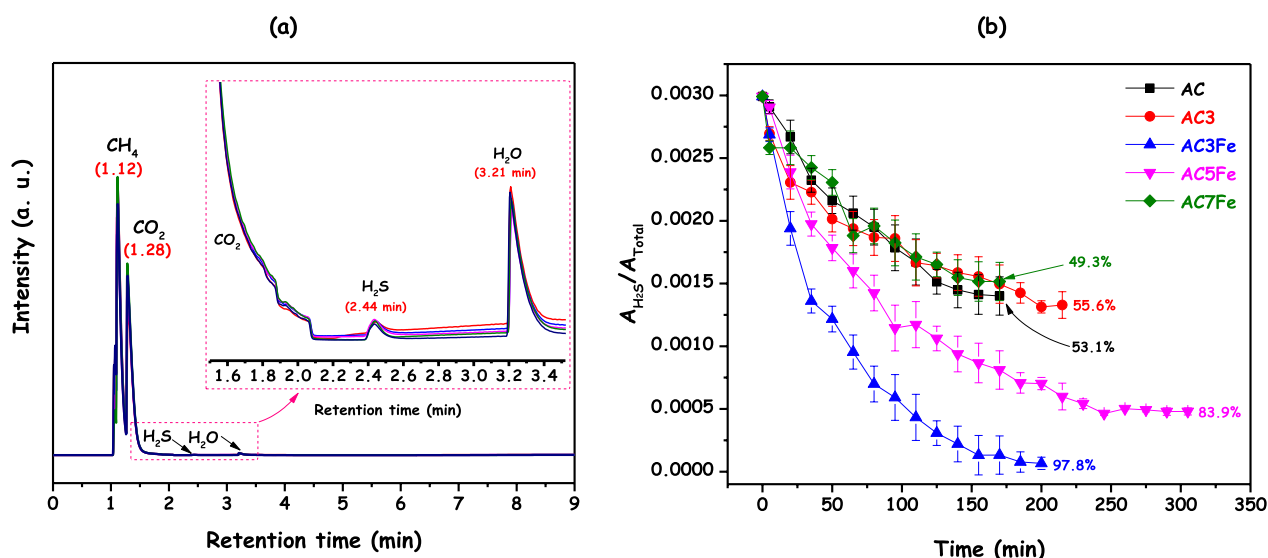 (a)
Intensity (a. u.)
CH₄
(1.12)
CO₂
(1.28)
CO₂
H₂S
(2.44 min)
H₂O
(3.21 min)
1.6 1.8 2.0 2.2 2.4 2.6 2.8 3.0 3.2 3.4
Retention time (min)
H₂S
H₂O
0 1 2 3 4 5 6 7 8 9
Retention time (min)
(b)
A_H₂S/A_Total
0.0030
0.0025
0.0020
0.0015
0.0010
0.0005
0.0000
AC
AC3
AC3Fe
AC5Fe
AC7Fe
49.3%
55.6%
53.1%
83.9%
97.8%
0 50 100 150 200 250 300 350
Time (min)